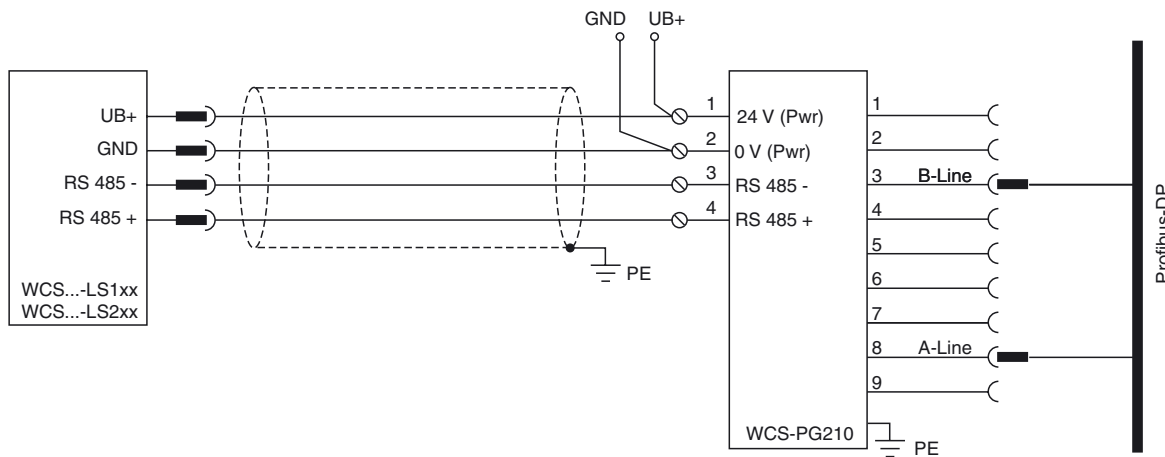 GND UB+
UB+
GND
RS 485 -
RS 485 +
WCS...-LS1xx
WCS...-LS2xx
PE
1
2
3
4
24 V (Pwr)
0 V (Pwr)
RS 485 -
RS 485 +
WCS-PG210
1
2
3
4
5
6
7
8
9
B-Line
A-Line
PE
Profibus-DP